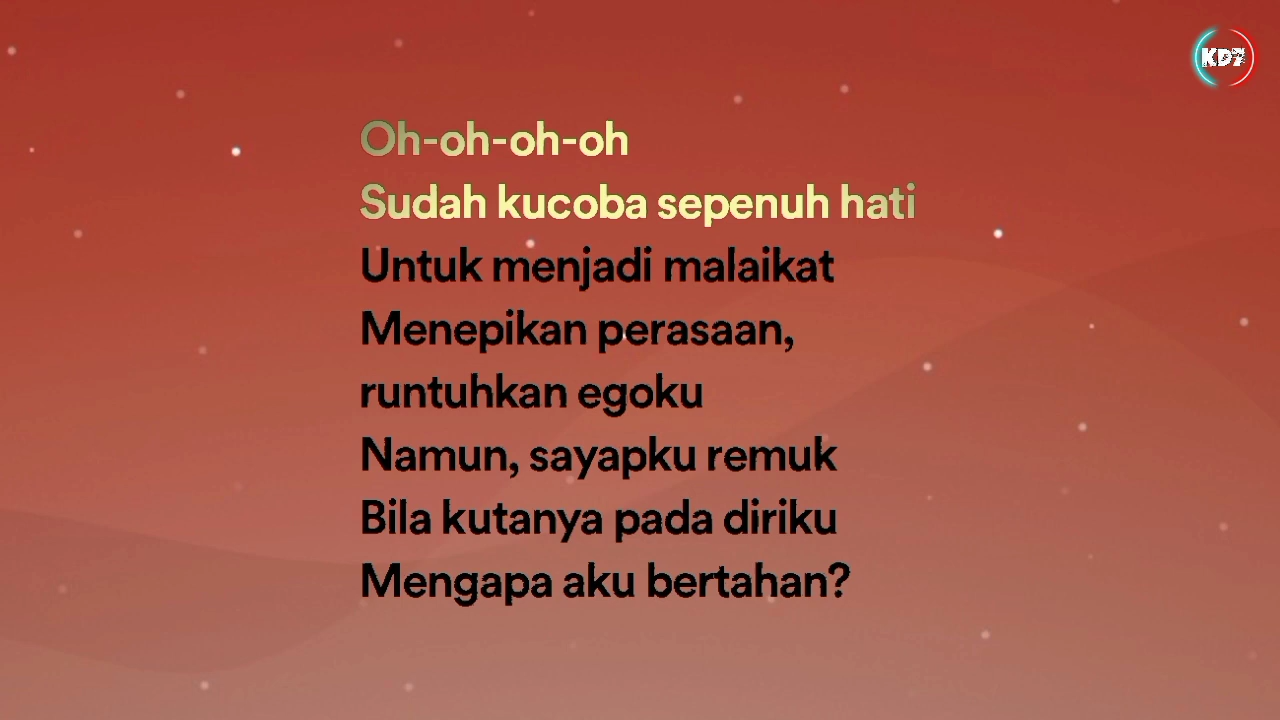 KD7
Oh-oh-oh-oh
Sudah kucoba sepenuh hati
Untuk menjadi malaikat
Menepikan perasaan,
runtuhkan egoku
Namun, sayapku remuk
Bila kutanya pada diriku
Mengapa aku bertahan?